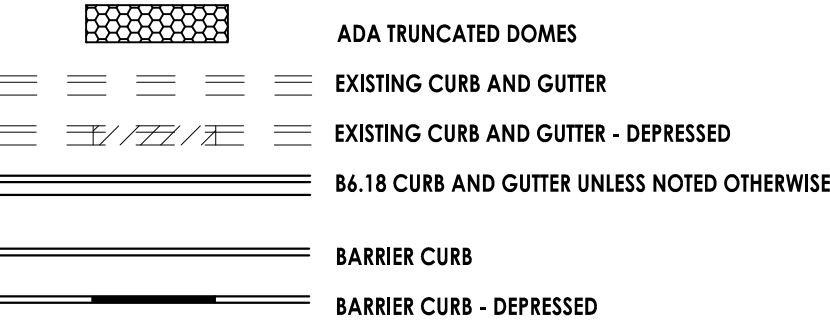 ADA TRUNCATED DOMES
EXISTING CURB AND GUTTER
EXISTING CURB AND GUTTER - DEPRESSED
B6.18 CURB AND GUTTER UNLESS NOTED OTHERWISE
BARRIER CURB
BARRIER CURB - DEPRESSED